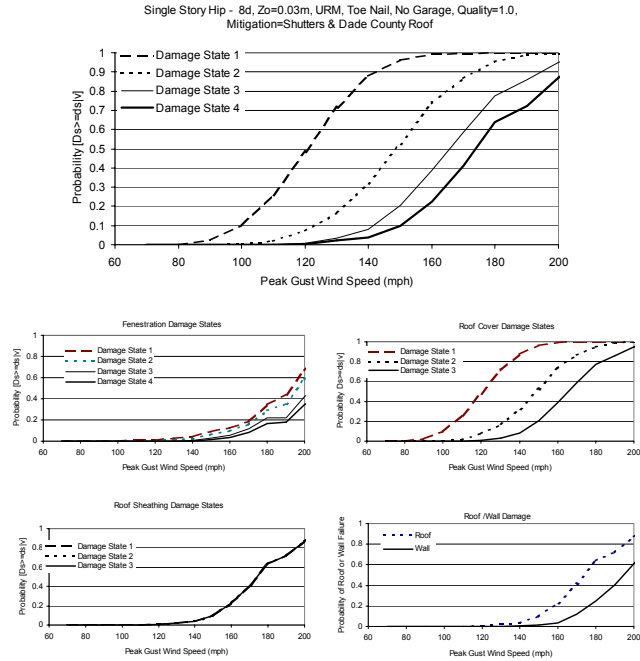 Single Story Hip - 8d, Zo=0.03m, URM, Toe Nail, No Garage, Quality=1.0,
Mitigation=Shutters & Dade County Roof
Probability [Ds>=ds|v]
1
0.9
0.8
0.7
0.6
0.5
0.4
0.3
0.2
0.1
0
Damage State 1
Damage State 2
Damage State 3
Damage State 4
60 80 100 120 140 160 180 200
Peak Gust Wind Speed (mph)
Fenestration Damage States
Probability [Ds>=ds|v]
1
0.8
0.6
0.4
0.2
0
Damage State 1
Damage State 2
Damage State 3
Damage State 4
60 80 100 120 140 160 180 200
Peak Gust Wind Speed (mph)
Roof Cover Damage States
Probability Ds>=ds|v]
1
0.8
0.6
0.4
0.2
0
Damage State 1
Damage State 2
Damage State 3
60 80 100 120 140 160 180 200
Peak Gust Wind Speed (mph)
Roof Sheathing Damage States
Probability [Ds>=ds|v]
1
0.8
0.6
0.4
0.2
0
Damage State 1
Damage State 2
Damage State 3
60 80 100 120 140 160 180 200
Peak Gust Wind Speed (mph)
Roof /Wall Damage
Probability of Roof or Wall Failure
1
0.8
0.6
0.4
0.2
0
Roof
Wall
60 80 100 120 140 160 180 200
Peak Gust Wind Speed (mph)